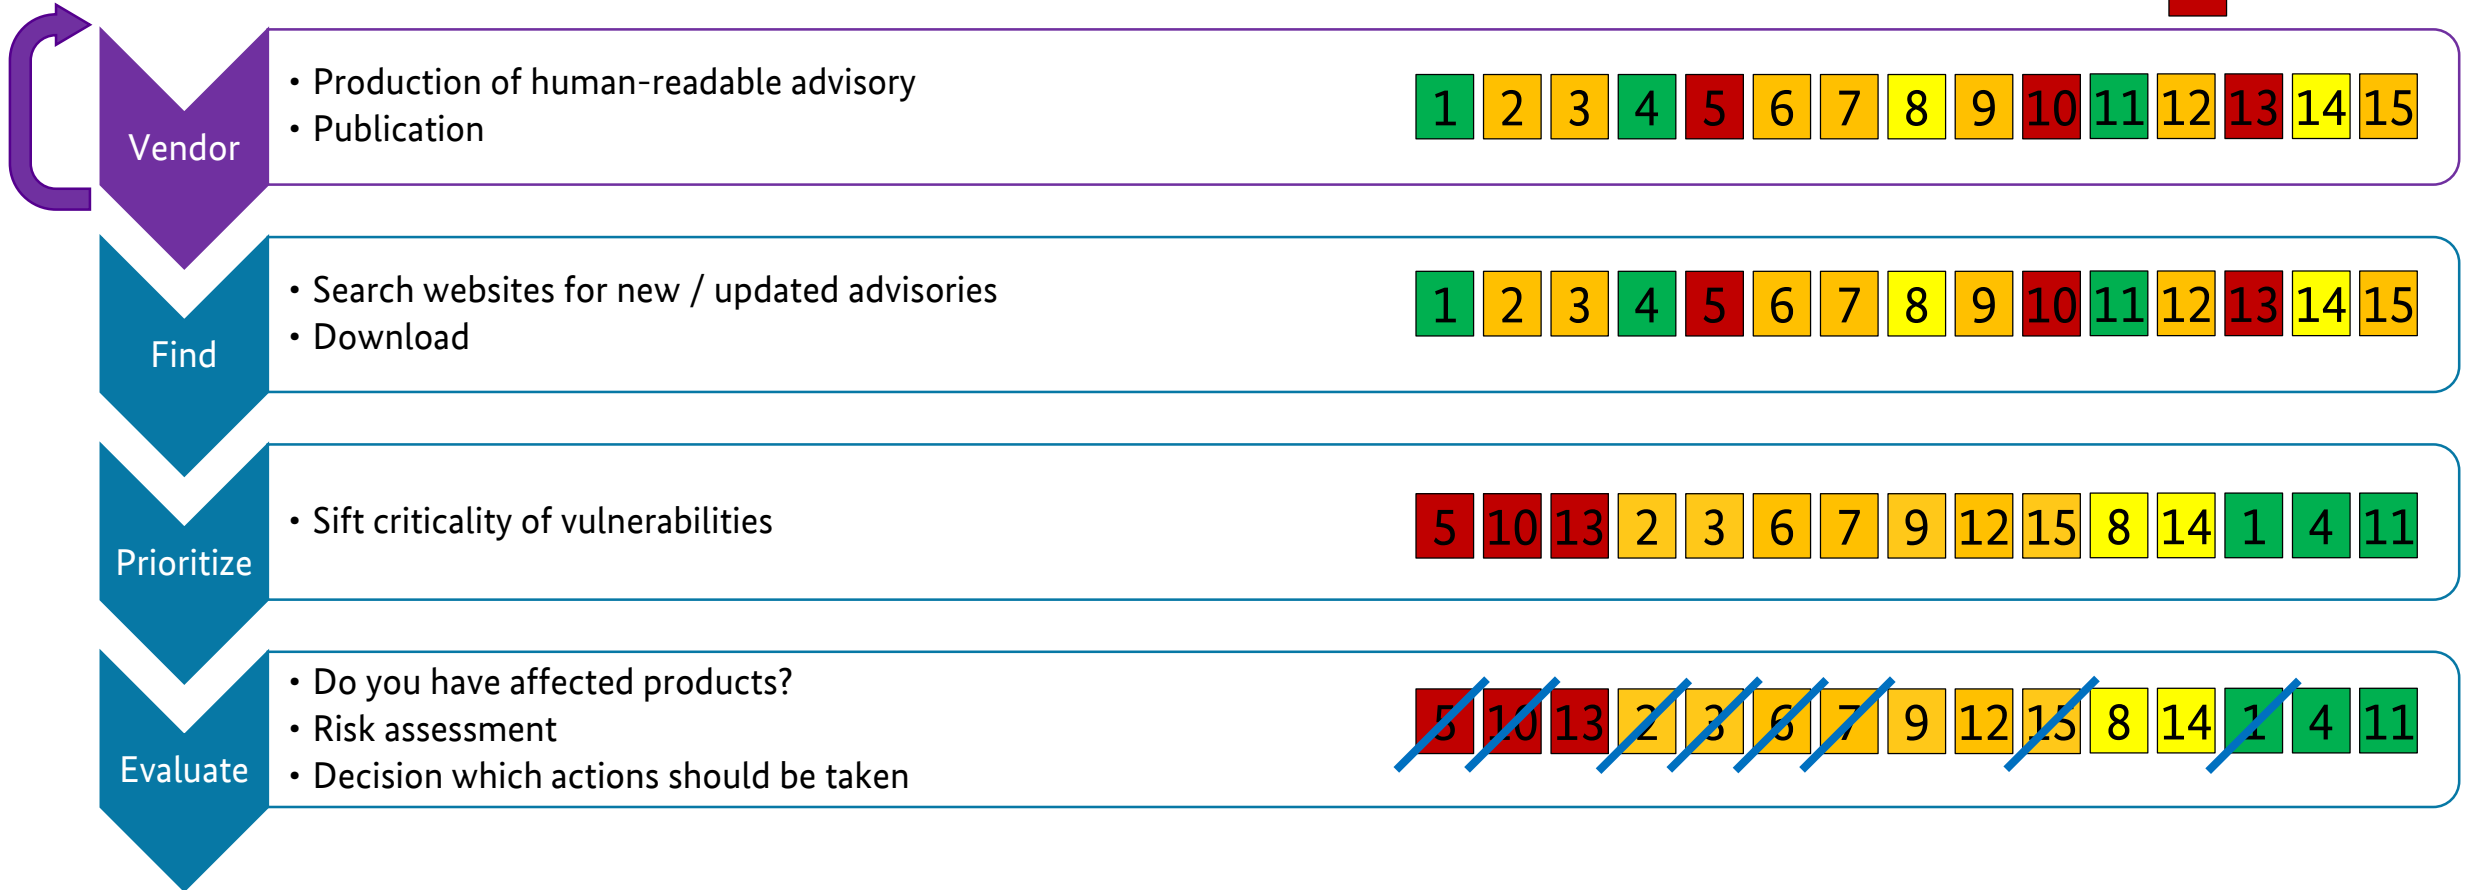 Vendor
• Production of human-readable advisory
• Publication
1 2 3 4 5 6 7 8 9 10 11 12 13 14 15
Find
• Search websites for new / updated advisories
• Download
1 2 3 4 5 6 7 8 9 10 11 12 13 14 15
Prioritize
• Sift criticality of vulnerabilities
5 10 13 2 3 6 7 9 12 15 8 14 1 4 11
Evaluate
• Do you have affected products?
• Risk assessment
• Decision which actions should be taken
5 10 13 2 3 6 7 9 12 15 8 14 1 4 11